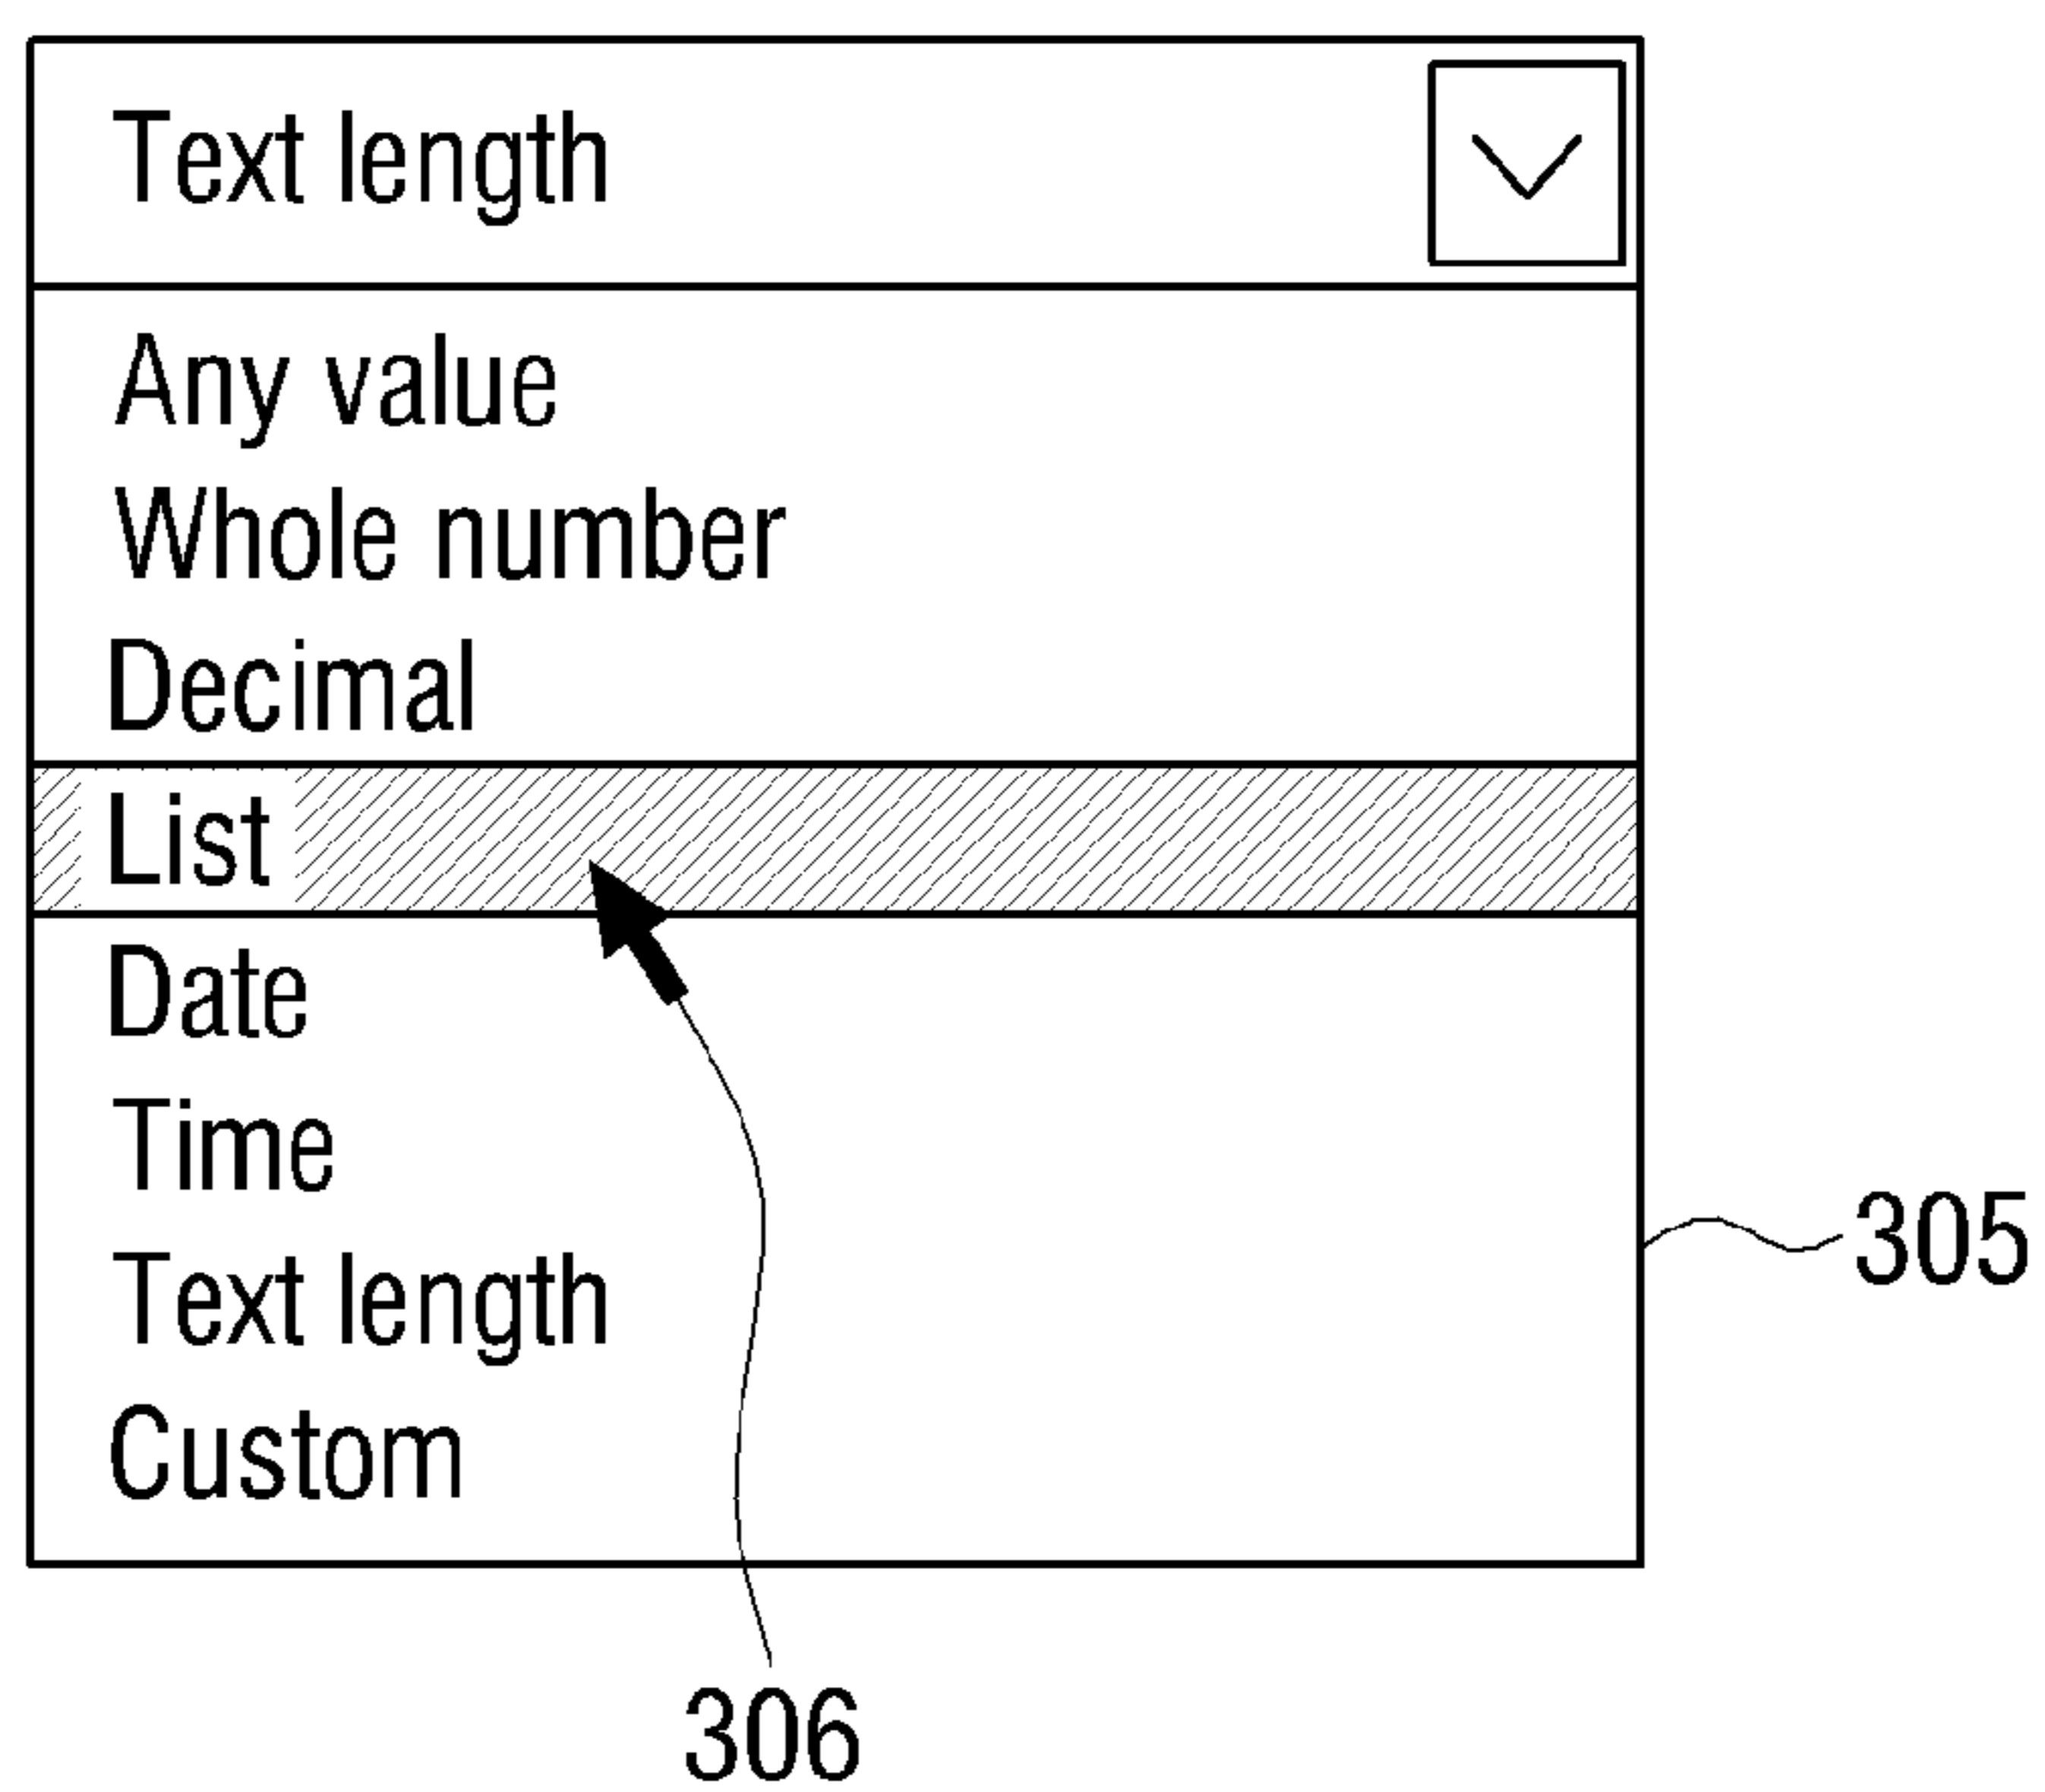 Text length
Any value
Whole number
Decimal
List
Date
Time
Text length
Custom
305
306